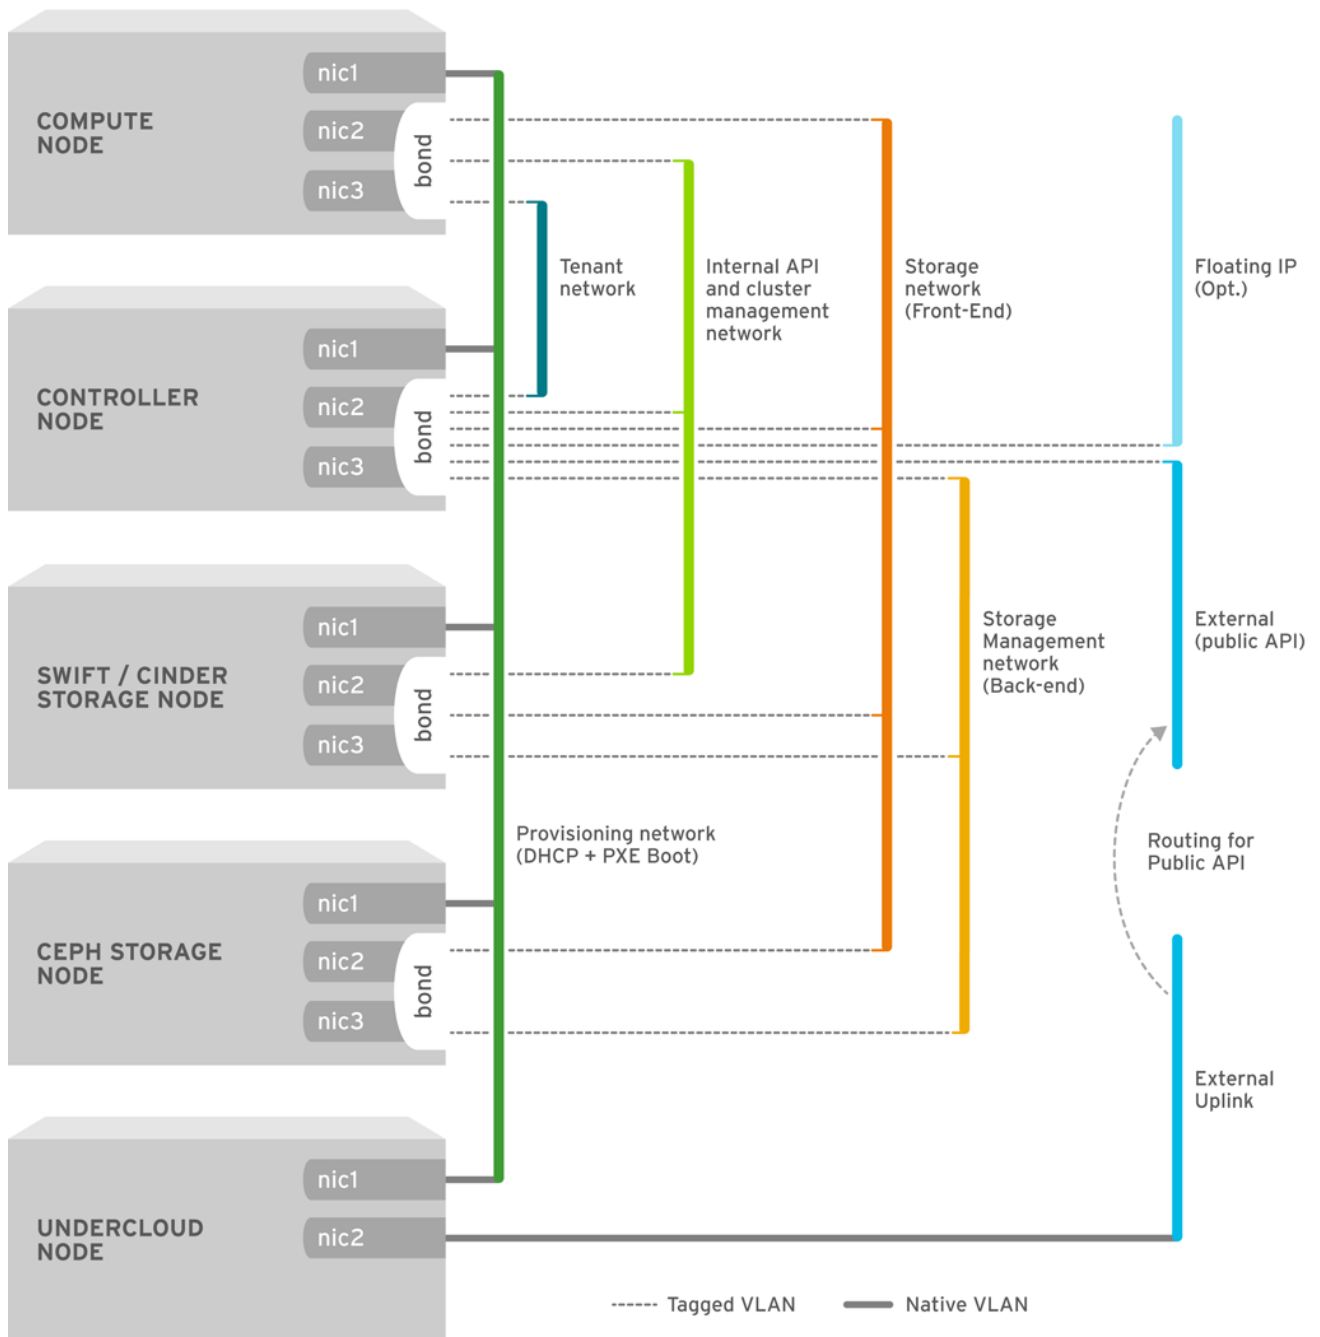 nic1
COMPUTE
NODE
nic2
nic3
bond
Tenant
network
Internal API
and cluster
management
network
Storage
network
(Front-End)
Floating IP
(Opt.)
nic1
CONTROLLER
NODE
nic2
nic3
bond
nic1
SWIFT / CINDER
STORAGE NODE
nic2
nic3
bond
Storage
Management
network
(Back-end)
External
(public API)
Provisioning network
(DHCP + PXE Boot)
Routing for
Public API
nic1
CEPH STORAGE
NODE
nic2
nic3
bond
External
Uplink
nic1
UNDERCLOUD
NODE
nic2
Tagged VLAN
Native VLAN